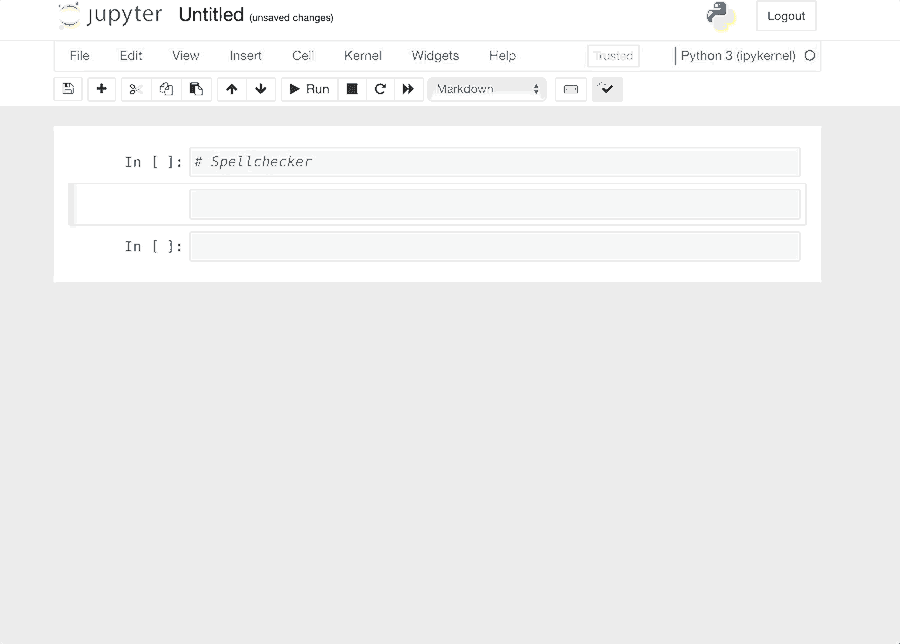 jupyter Untitled (unsaved changes) Logout
File Edit View Insert Cell Kernel Widgets Help Trusted Python 3 (ipykernel)
Run Markdown
In [ ]: # Spellchecker
In [ ]: